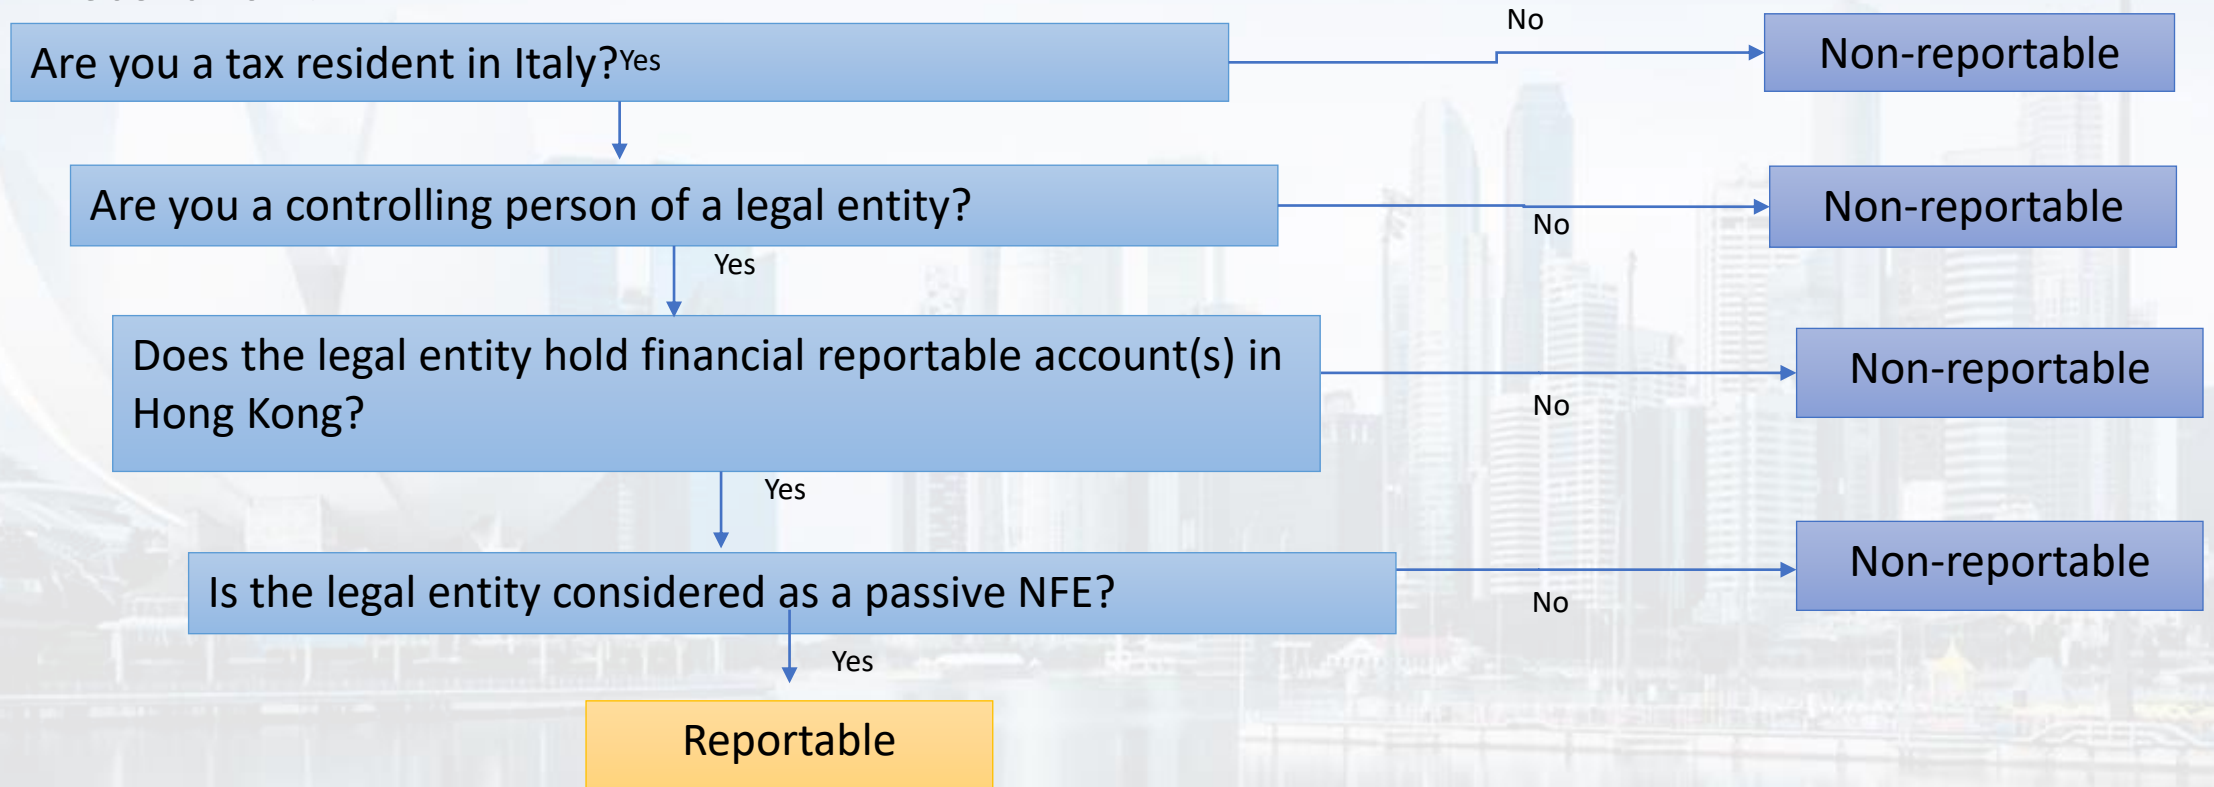 No
Non-reportable
Are you a tax resident in Italy?Yes
Are you a controlling person of a legal entity?
Non-reportable
No
Yes
Does the legal entity hold financial reportable account(s) in
Hong Kong?
Non-reportable
No
Yes
Is the legal entity considered as a passive NFE?
Non-reportable
No
Yes
Reportable